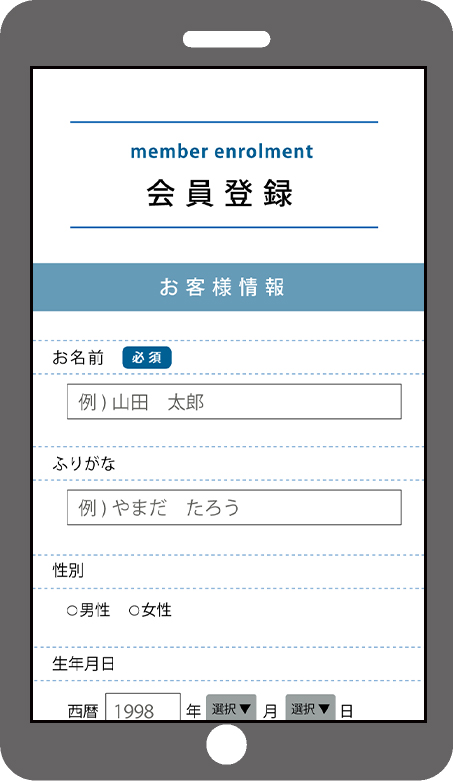 member enrolment
会員登録
お客様情報
お名前 必須
例)山田　太郎
ふりがな
例)やまだ　たろう
性別
○男性 ○女性
生年月日
西暦 1998 年 選択▼ 月 選択▼ 日